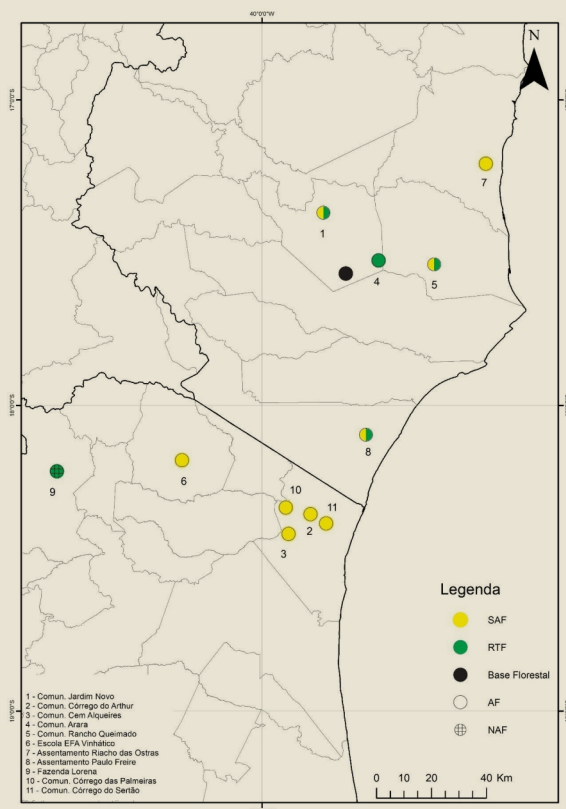 40°0'0"W
N
17°0'0"S
7
1
4
5
18°0'0"S
8
6
9
10
11
2
3
Legenda
SAF
RTF
Base Florestal
AF
NAF
19°0'0"S
1 - Comun. Jardim Novo
2 - Comun. Córrego do Arthur
3 - Comun. Cem Alqueires
4 - Comun. Arara
5 - Comun. Rancho Queimado
6 - Escola EFA Vinhático
7 - Assentamento Riacho das Ostras
8 - Assentamento Paulo Freire
9 - Fazenda Lorena
10 - Comun. Córrego das Palmeiras
11 - Comun. Córrego do Sertão
0 10 20 40 Km